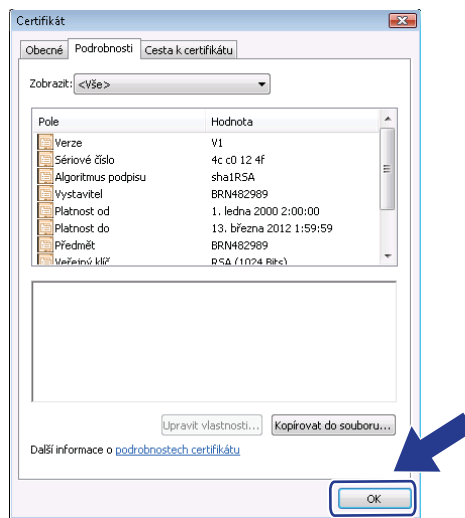 Certifikát
Obecné Podrobnosti Cesta k certifikátu
Zobrazit: <Vše>
Pole Hodnota
Verze V1
Sériové číslo 4c c0 12 4f
Algoritmus podpisu sha1RSA
Vystavitel BRN482989
Platnost od 1. ledna 2000 2:00:00
Platnost do 13. března 2012 1:59:59
Předmět BRN482989
Veřejný klíč RSA (1024 Bits)
Upravit vlastnosti... Kopírovat do souboru...
Další informace o podrobnostech certifikátu
OK